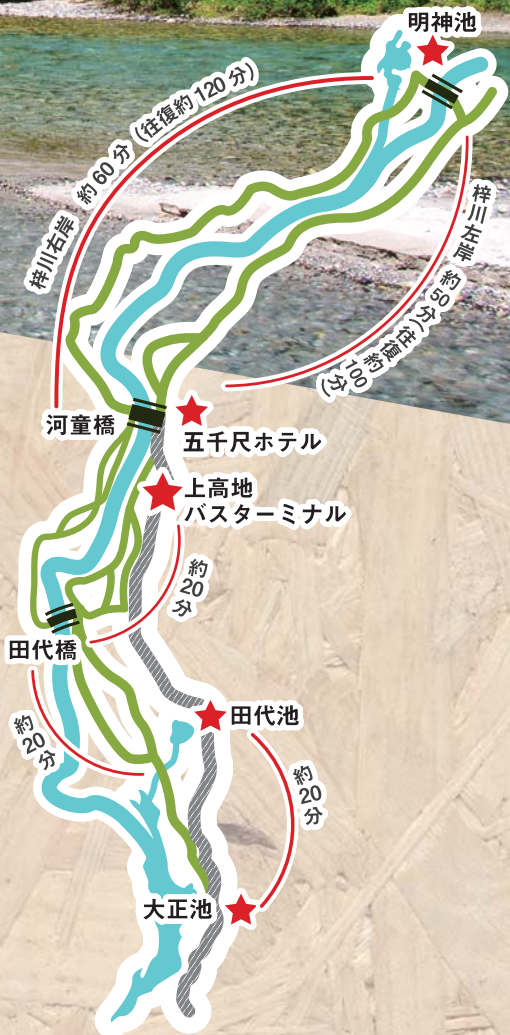 明神池
梓川右岸 約60分（往復約120分）
梓川左岸 約50分（往復約100分）
河童橋
五千尺ホテル
上高地
バスターミナル
約20分
田代橋
約20分
田代池
約20分
大正池